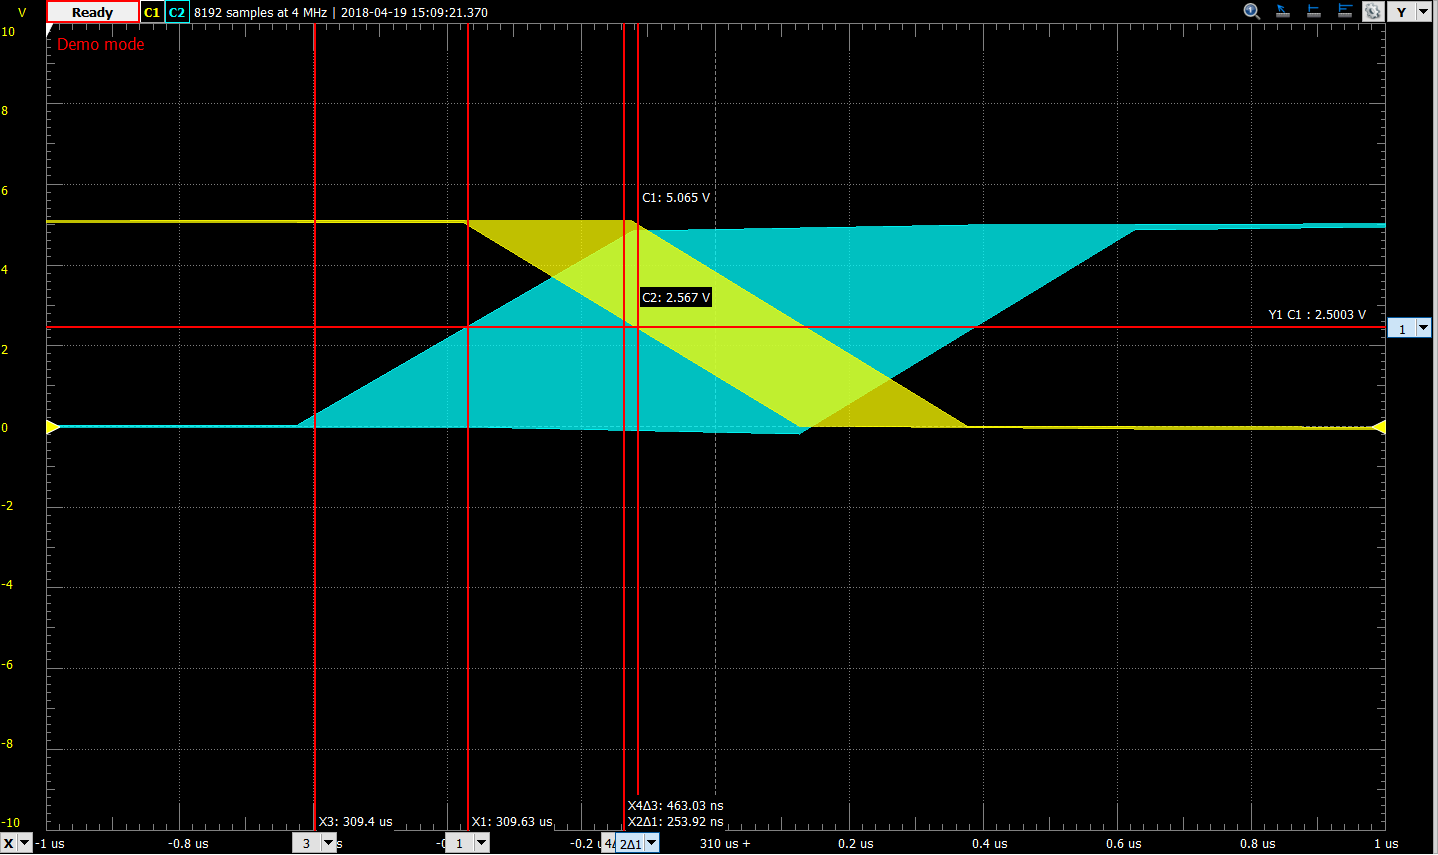 V Ready C1 C2 8192 samples at 4 MHz | 2018-04-19 15:09:21.370 Y
10
Demo mode
8
6
C1: 5.065 V
4
C2: 2.567 V
Y1 C1 : 2.5003 V
1
2
0
-2
-4
-6
-8
X4Δ3: 463.03 ns
-10 X3: 309.4 us X1: 309.63 us X2Δ1: 253.92 ns
X -1 us -0.8 us 3 s 1 -0.2 u 4Δ 2Δ1 310 us + 0.2 us 0.4 us 0.6 us 0.8 us 1 us